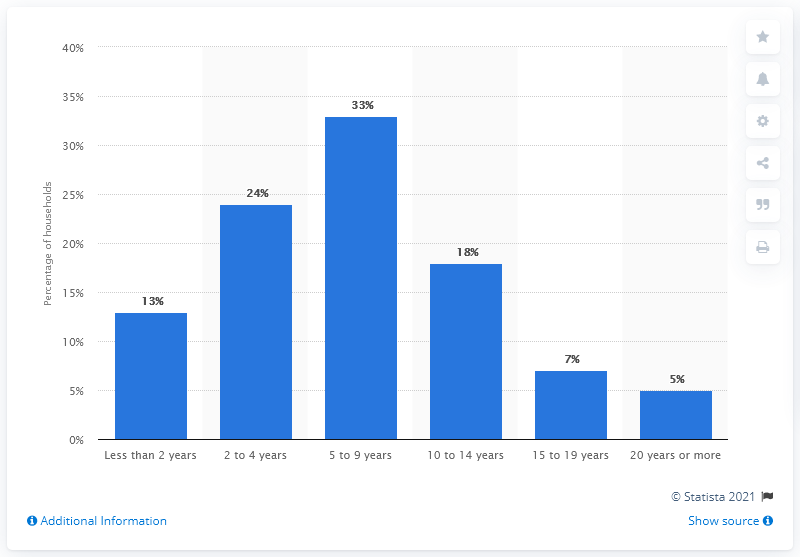 40%
35%
30%
25%
20%
15%
10%
5%
0%
Percentage of households
13%
24%
33%
18%
7%
5%
Less than 2 years
2 to 4 years
5 to 9 years
10 to 14 years
15 to 19 years
20 years or more
© Statista 2021
Additional Information
Show source